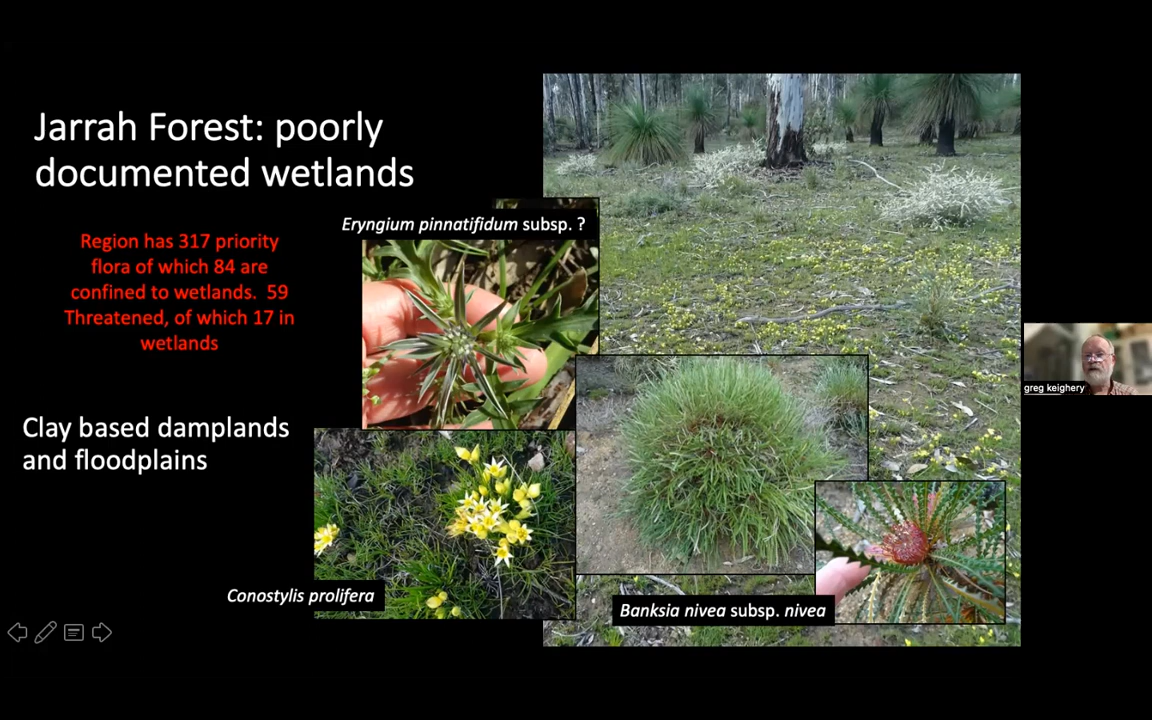 Jarrah Forest: poorly
documented wetlands
Eryngium pinnatifidum subsp. ?
Region has 317 priority
flora of which 84 are
confined to wetlands.  59
Threatened, of which 17 in
wetlands
greg keighery
Clay based damplands
and floodplains
Conostylis prolifera
Banksia nivea subsp. nivea